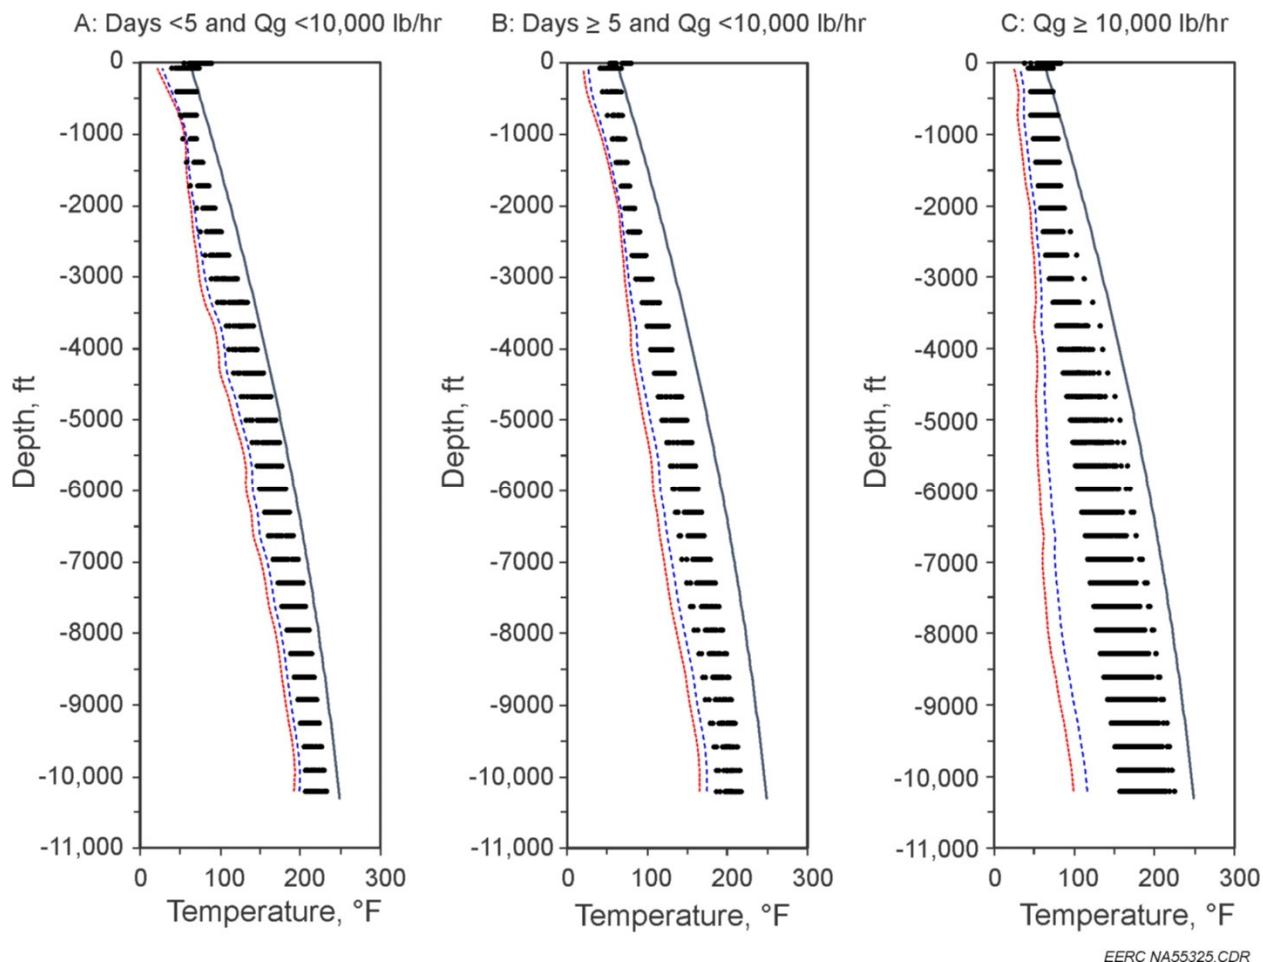 A: Days <5 and Qg <10,000 lb/hr
B: Days ≥ 5 and Qg <10,000 lb/hr
C: Qg ≥ 10,000 lb/hr
Depth, ft
0
-1000
-2000
-3000
-4000
-5000
-6000
-7000
-8000
-9000
-10,000
-11,000
0 100 200 300
Temperature, °F
Depth, ft
0
-1000
-2000
-3000
-4000
-5000
-6000
-7000
-8000
-9000
-10,000
-11,000
0 100 200 300
Temperature, °F
Depth, ft
0
-1000
-2000
-3000
-4000
-5000
-6000
-7000
-8000
-9000
-10,000
-11,000
0 100 200 300
Temperature, °F
EERC NA55325.CDR